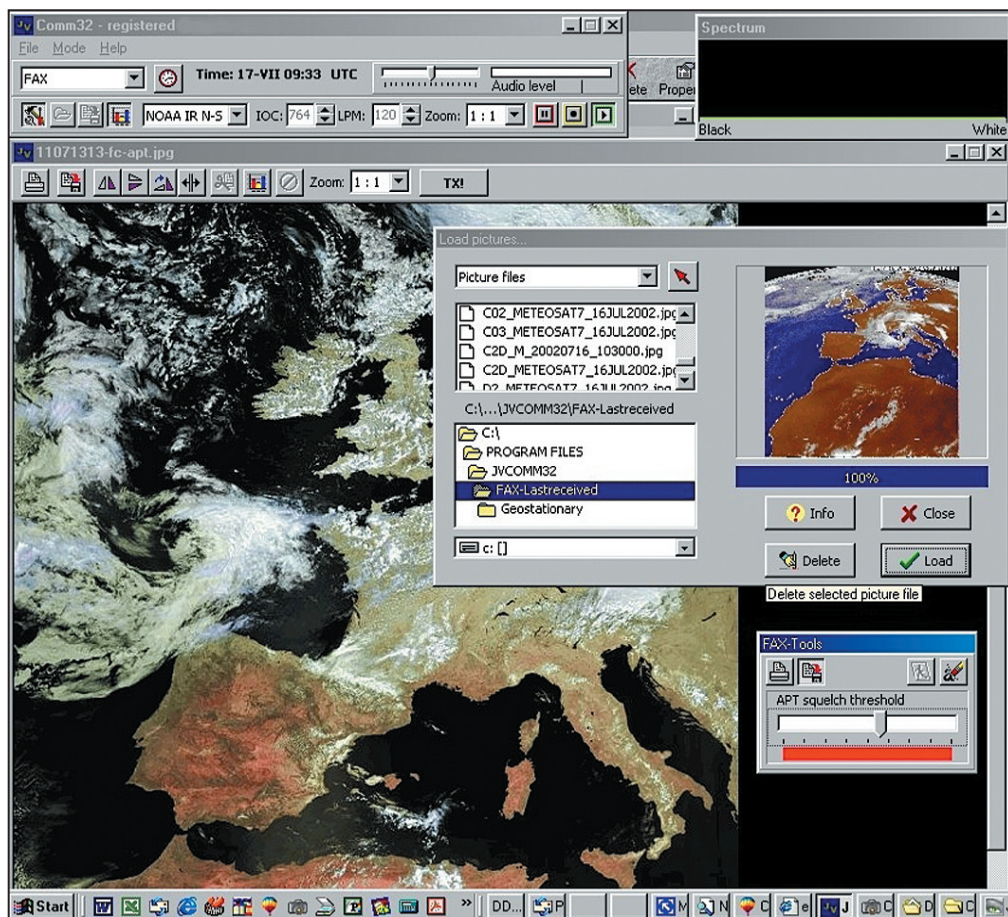 Comm32 - registered
File Mode Help
FAX
Time: 17-VII 09:33 UTC
Audio level
NOAA IR N-S
IOC: 764
LPM: 120
Zoom: 1 : 1
Proper
Spectrum
Black
White
11071313-fc-apt.jpg
Zoom: 1 : 1
TX!
Load pictures...
Picture files
C02_METEOSAT7_16JUL2002.jpg
C03_METEOSAT7_16JUL2002.jpg
C2D_M_20020716_103000.jpg
C2D_METEOSAT7_16JUL2002.jpg
D2_METEOSAT7_16JUL2002.jpg
C:\...\JVCOMM32\FAX-Lastreceived
C:\
PROGRAM FILES
JVCOMM32
FAX-Lastreceived
Geostationary
c: []
100%
Info
Close
Delete
Load
Delete selected picture file
FAX-Tools
APT squelch threshold
Start
»
DD...
P
M
N
C
e
J
C
D
C